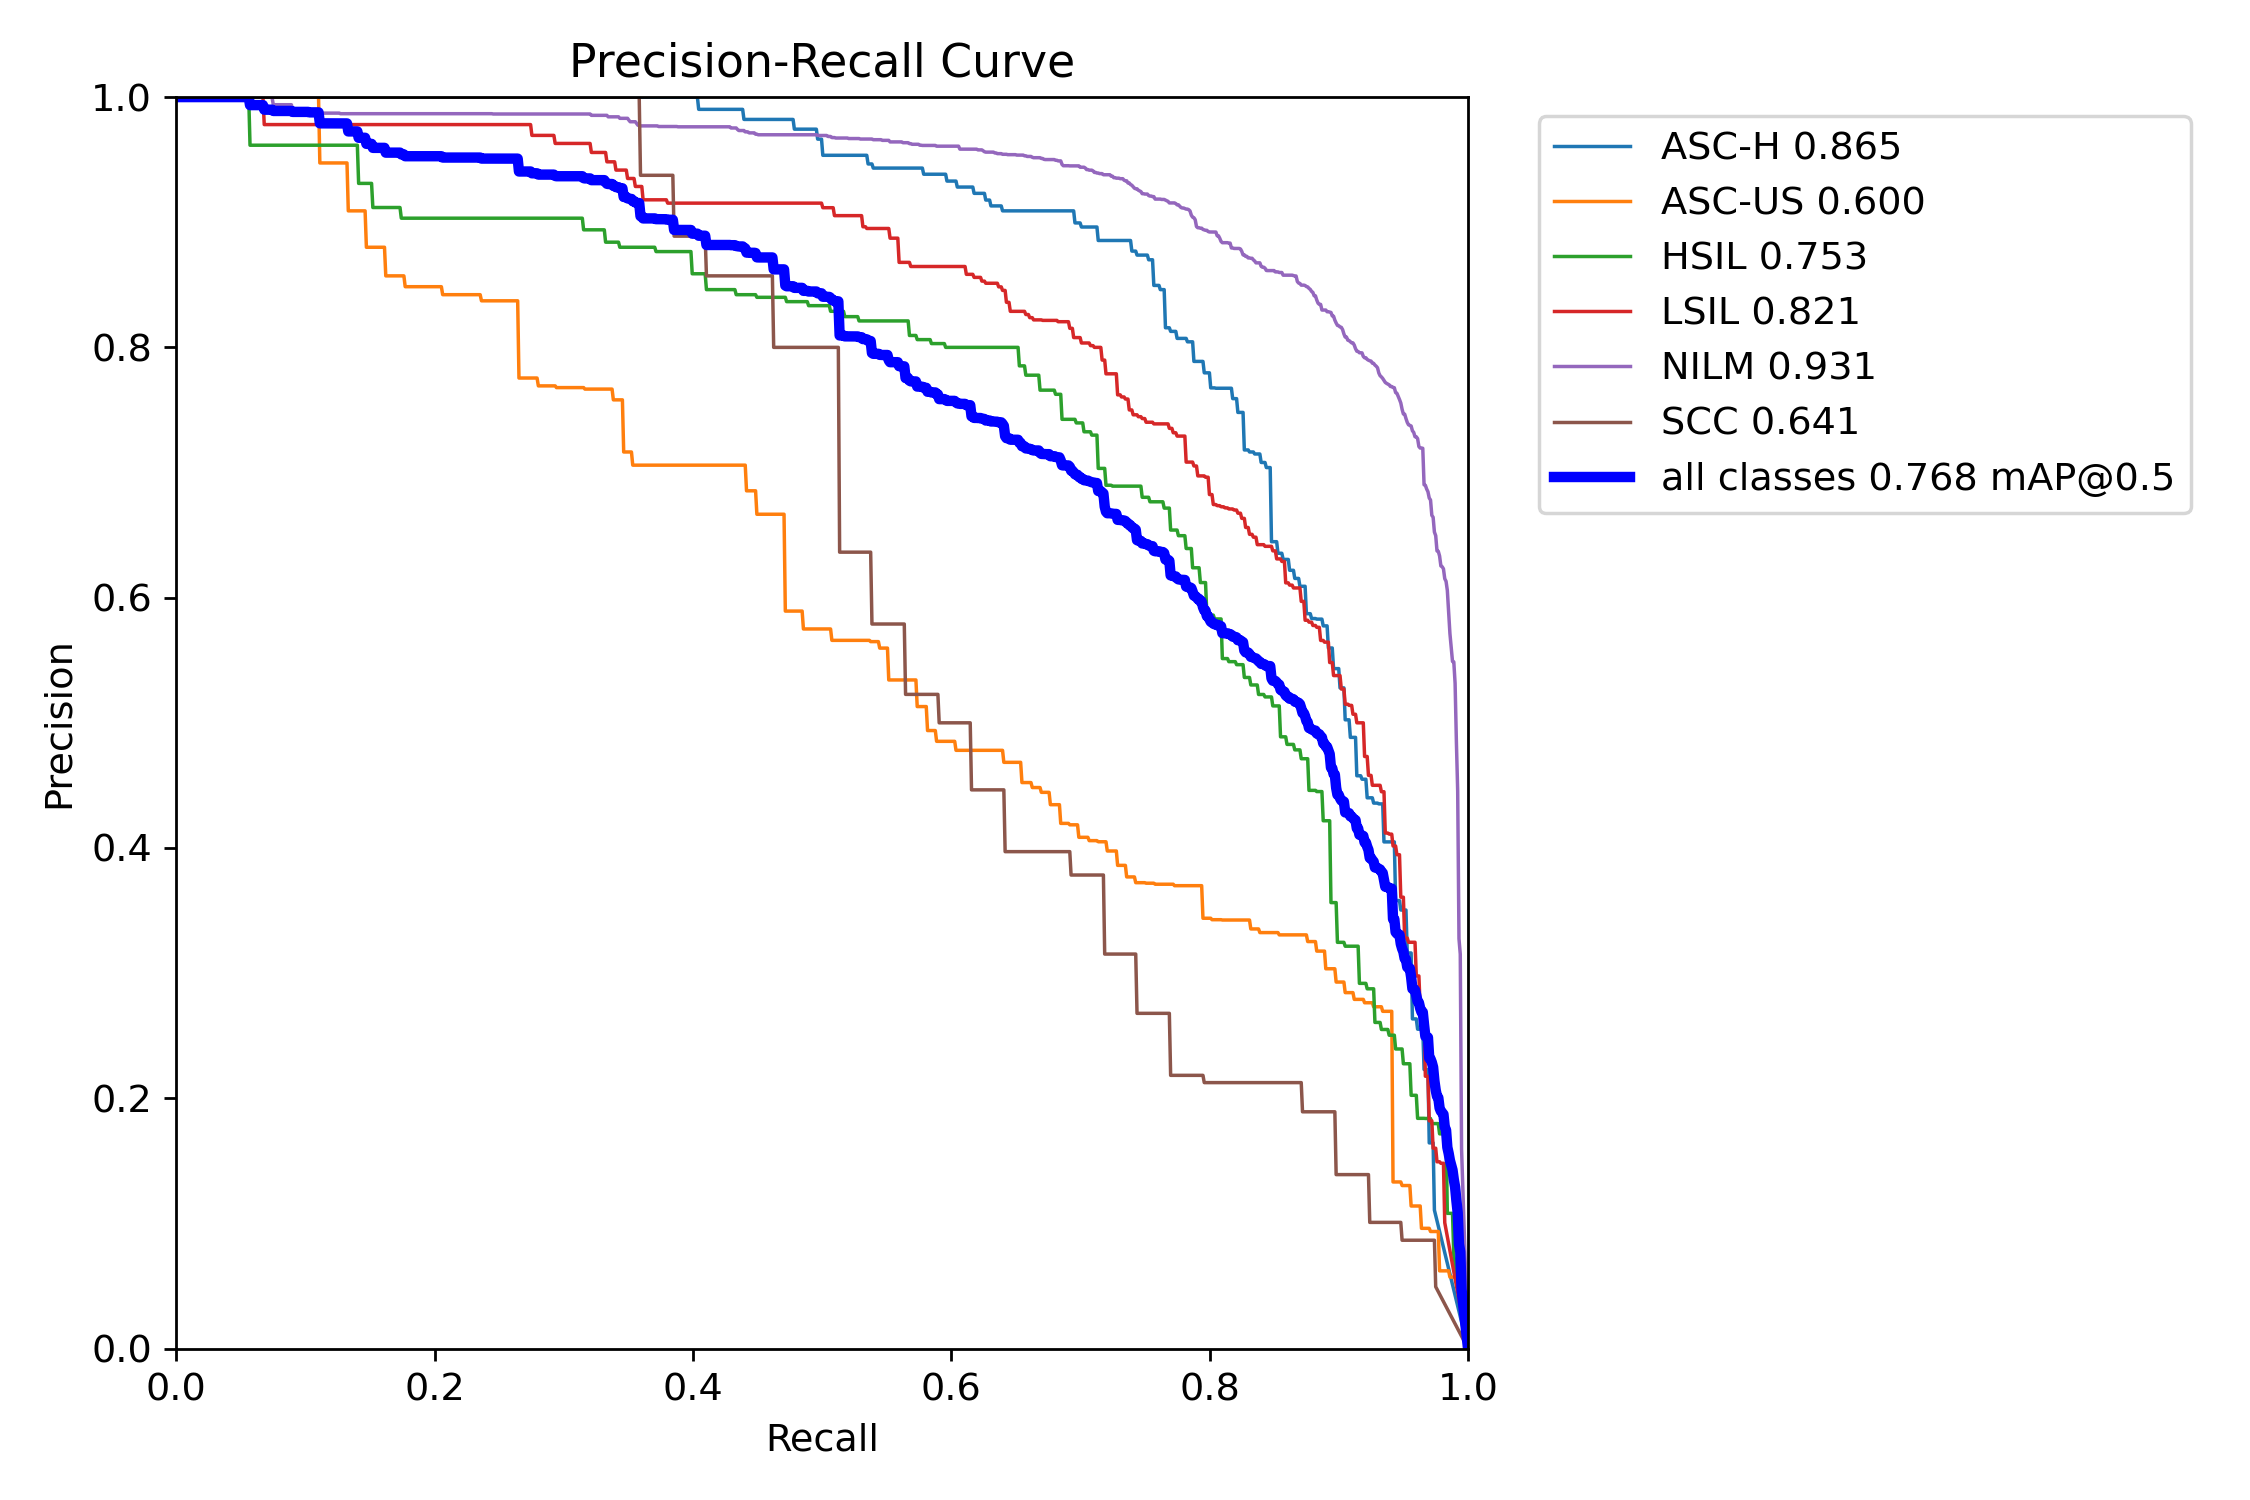 Precision-Recall Curve
1.0
0.8
0.6
0.4
0.2
0.0
Precision
0.0 0.2 0.4 0.6 0.8 1.0
Recall
ASC-H 0.865
ASC-US 0.600
HSIL 0.753
LSIL 0.821
NILM 0.931
SCC 0.641
all classes 0.768 mAP@0.5